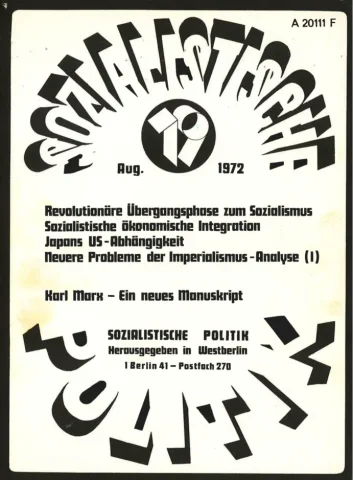 A 20111 F
SOZIALISTISCHE
19
Aug. 1972
Revolutionäre Übergangsphase zum Sozialismus
Sozialistische ökonomische Integration
Japans US-Abhängigkeit
Neuere Probleme der Imperialismus-Analyse (I)
Karl Marx – Ein neues Manuskript
SOZIALISTISCHE POLITIK
Herausgegeben in Westberlin
1 Berlin 41 – Postfach 270
POLITIK